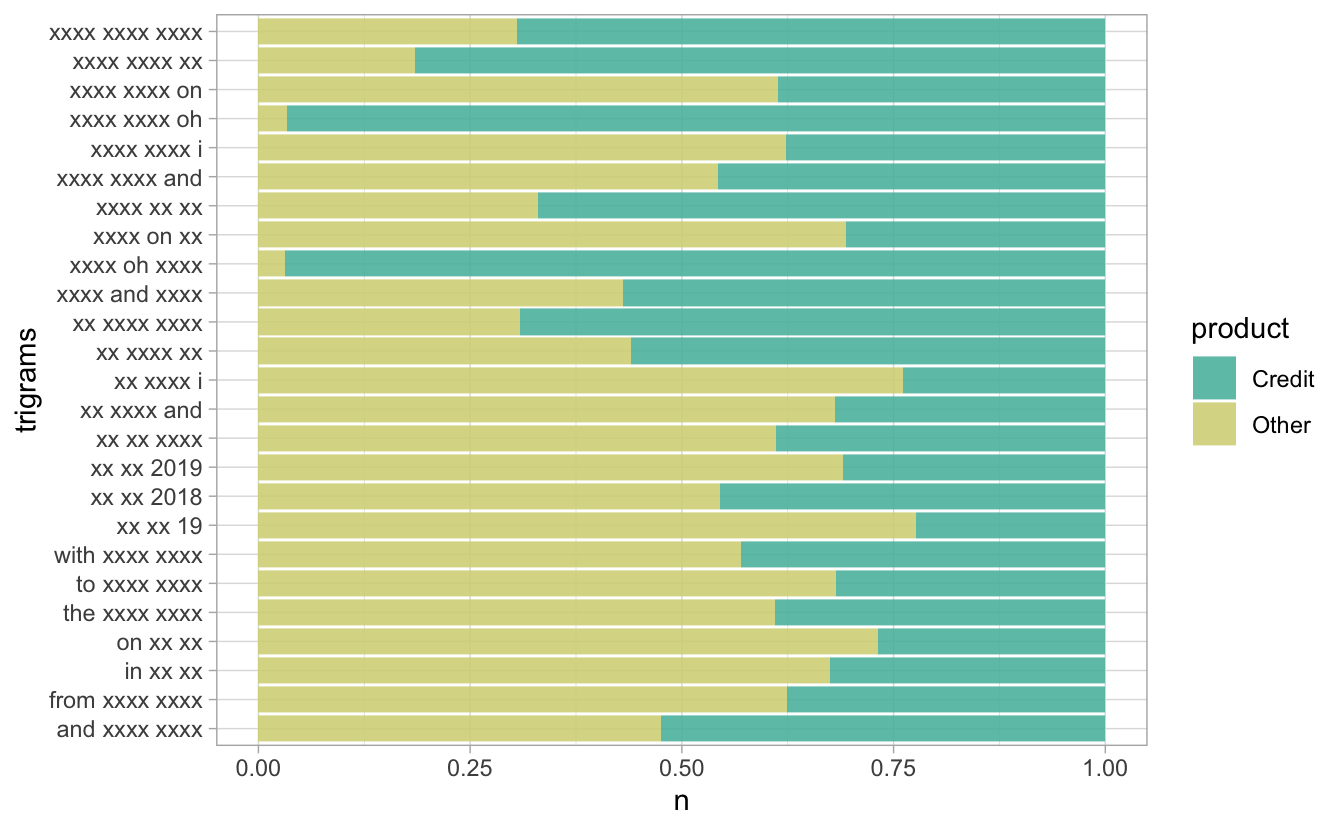 xxxx xxxx xxxx
xxxx xxxx xx
xxxx xxxx on
xxxx xxxx oh
xxxx xxxx i
xxxx xxxx and
xxxx xx xx
xxxx on xx
xxxx oh xxxx
xxxx and xxxx
xx xxxx xxxx
xx xxxx xx
xx xxxx i
xx xxxx and
xx xx xxxx
xx xx 2019
xx xx 2018
xx xx 19
with xxxx xxxx
to xxxx xxxx
the xxxx xxxx
on xx xx
in xx xx
from xxxx xxxx
and xxxx xxxx
trigrams
0.00 0.25 0.50 0.75 1.00
n
product
Credit
Other